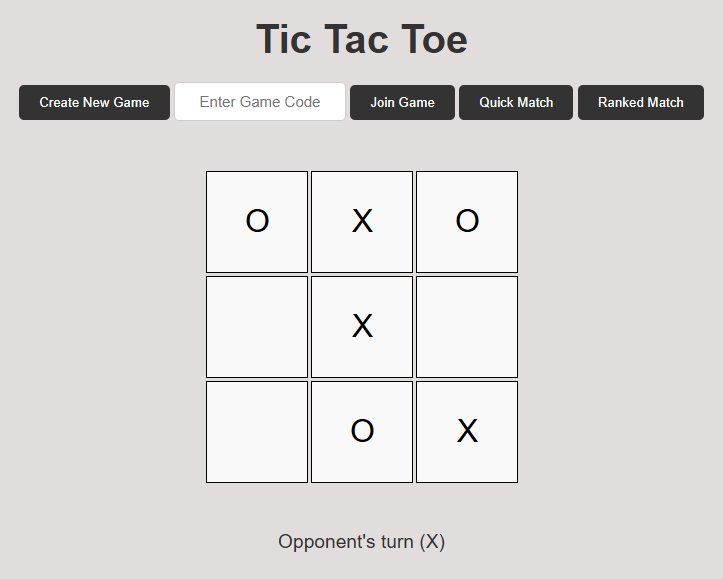 Tic Tac Toe
Create New Game Enter Game Code Join Game Quick Match Ranked Match
O X O
X
O X
Opponent's turn (X)